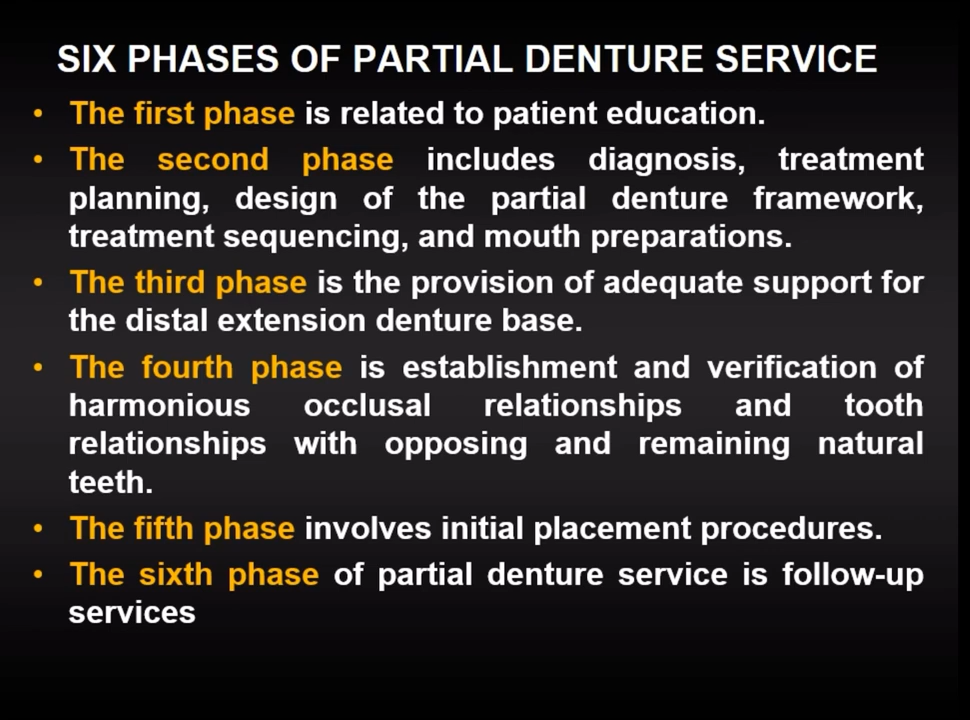 SIX PHASES OF PARTIAL DENTURE SERVICE
• The first phase is related to patient education.
• The second phase includes diagnosis, treatment
planning, design of the partial denture framework,
treatment sequencing, and mouth preparations.
• The third phase is the provision of adequate support for
the distal extension denture base.
• The fourth phase is establishment and verification of
harmonious occlusal relationships and tooth
relationships with opposing and remaining natural
teeth.
• The fifth phase involves initial placement procedures.
• The sixth phase of partial denture service is follow-up
services